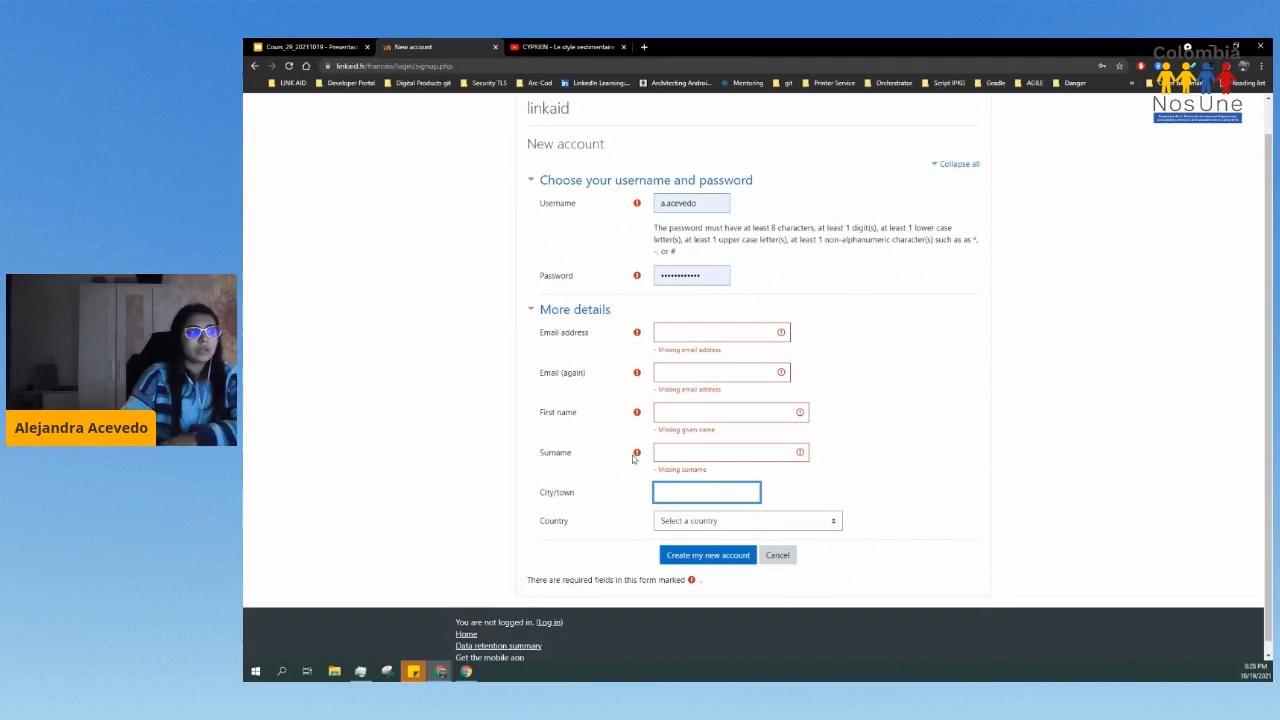 Cours_29_20211019 - Presentac
New account
CYPRIEN - Le style vestimentaire
linkaid.fr/francais/login/signup.php
LINK AID
Developer Portal
Digital Products git
Security TLS
Arc-Cod
LinkedIn Learning:...
Architecting Androi...
Mentoring
git
Printer Service
Orchestrator
Script IPKG
Gradle
AGILE
Danger
»
Reading list
Colombia
NosUne
linkaid
New account
Collapse all
Choose your username and password
Username
a.acevedo
The password must have at least 8 characters, at least 1 digit(s), at least 1 lower case
letter(s), at least 1 upper case letter(s), at least 1 non-alphanumeric character(s) such as as *,
-, or #
Password
••••••••••••
More details
Email address
- Missing email address
Email (again)
- Missing email address
First name
- Missing given name
Surname
- Missing surname
City/town
Country
Select a country
Create my new account
Cancel
There are required fields in this form marked .
You are not logged in. (Log in)
Home
Data retention summary
Get the mobile app
Alejandra Acevedo
8:28 PM
10/19/2021